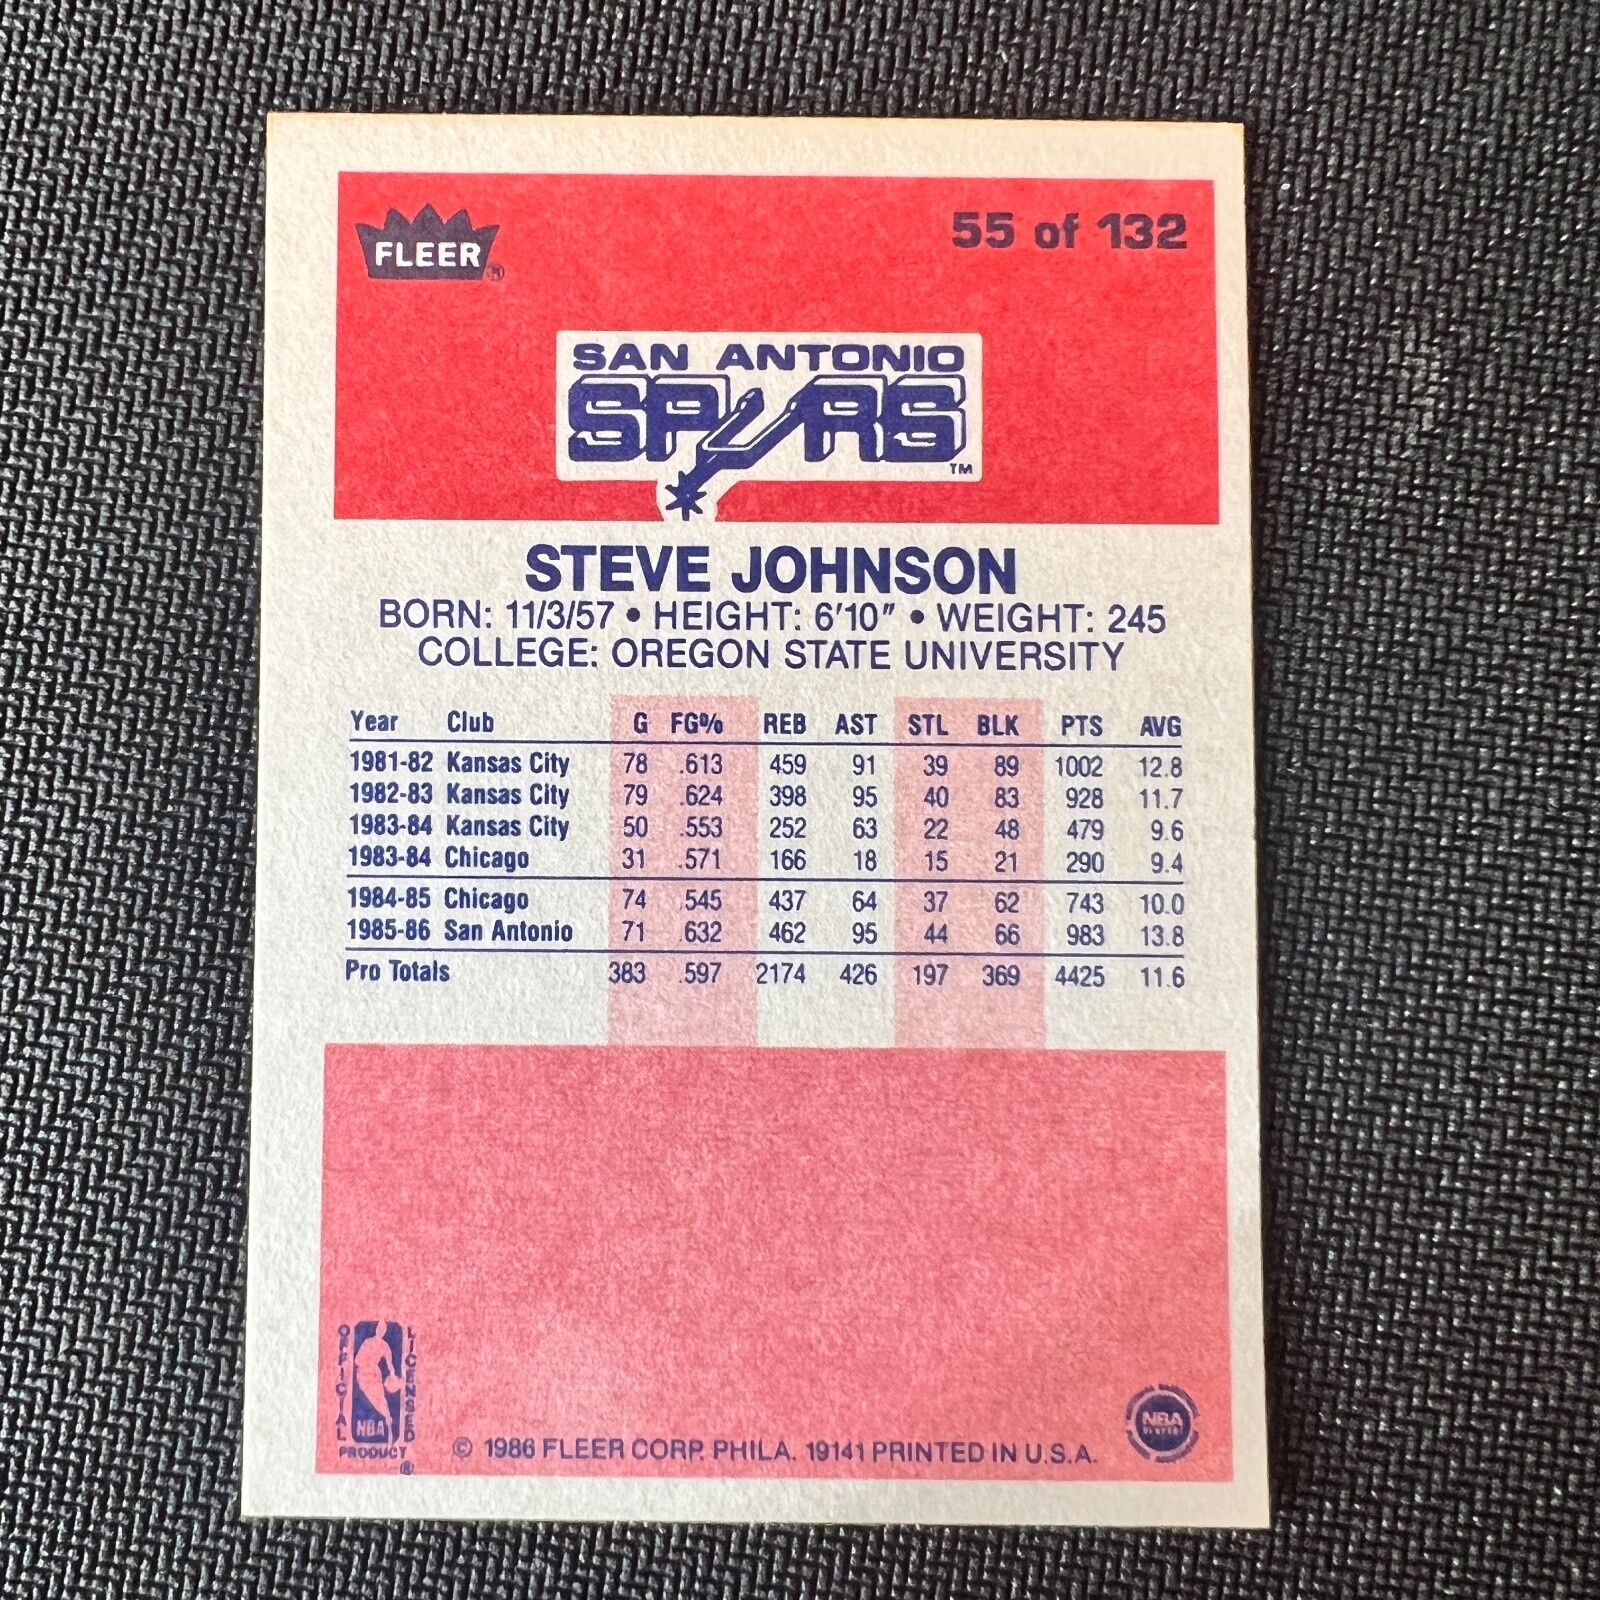 FLEER®
55 of 132
SAN ANTONIO
SPURS
TM
STEVE JOHNSON
BORN: 11/3/57 • HEIGHT: 6'10" • WEIGHT: 245
COLLEGE: OREGON STATE UNIVERSITY
Year Club G FG% REB AST STL BLK PTS AVG
1981-82 Kansas City 78 .613 459 91 39 89 1002 12.8
1982-83 Kansas City 79 .624 398 95 40 83 928 11.7
1983-84 Kansas City 50 .553 252 63 22 48 479 9.6
1983-84 Chicago 31 .571 166 18 15 21 290 9.4
1984-85 Chicago 74 .545 437 64 37 62 743 10.0
1985-86 San Antonio 71 .632 462 95 44 66 983 13.8
Pro Totals 383 .597 2174 426 197 369 4425 11.6
OFFICIAL
NBA
LICENSED
PRODUCT
®
© 1986 FLEER CORP. PHILA. 19141 PRINTED IN U.S.A.
NBA